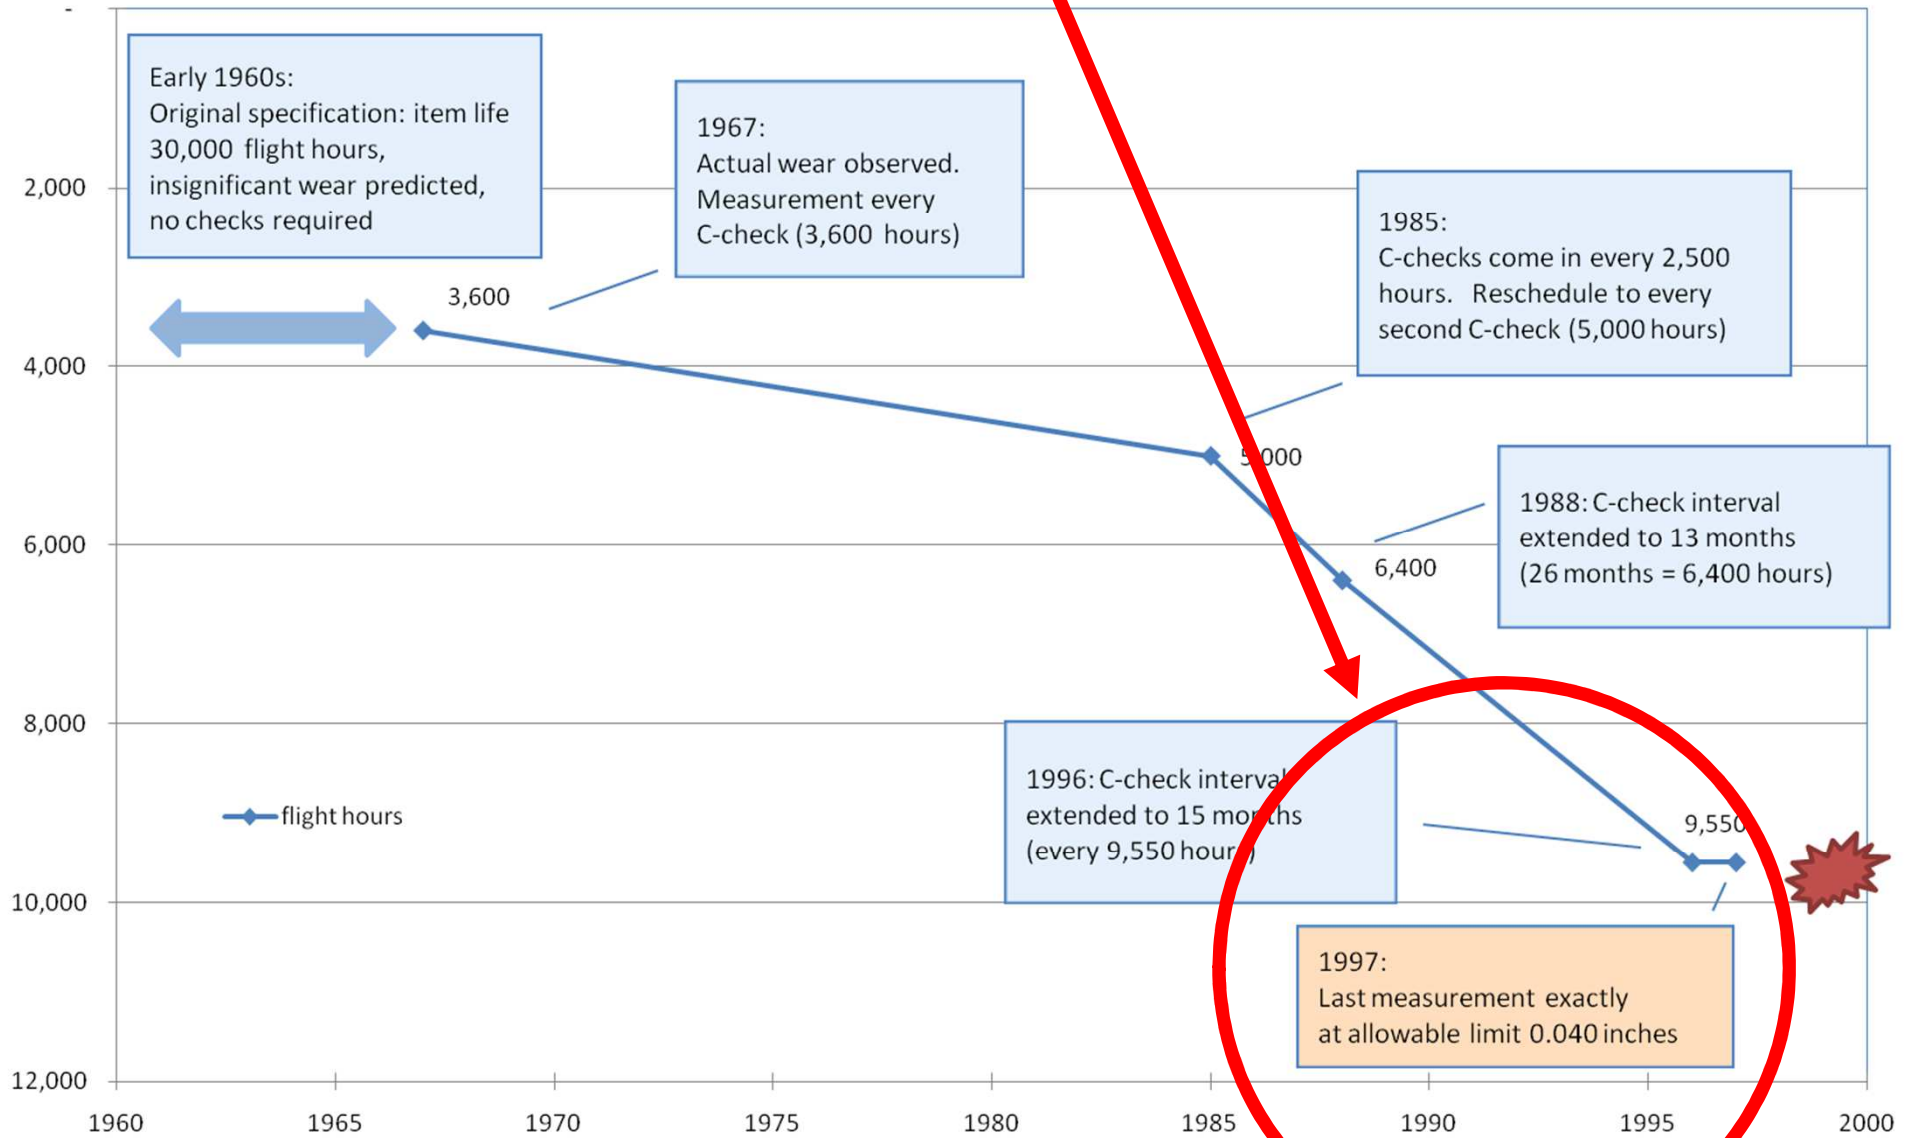 -
Early 1960s:
Original specification: item life
30,000 flight hours,
insignificant wear predicted,
no checks required
1967:
Actual wear observed.
Measurement every
C-check (3,600 hours)
1985:
C-checks come in every 2,500
hours. Reschedule to every
second C-check (5,000 hours)
2,000
3,600
4,000
5,000
1988: C-check interval
extended to 13 months
(26 months = 6,400 hours)
6,000
6,400
8,000
1996: C-check interval
extended to 15 months
(every 9,550 hours)
flight hours
9,550
10,000
1997:
Last measurement exactly
at allowable limit 0.040 inches
12,000
1960 1965 1970 1975 1980 1985 1990 1995 2000